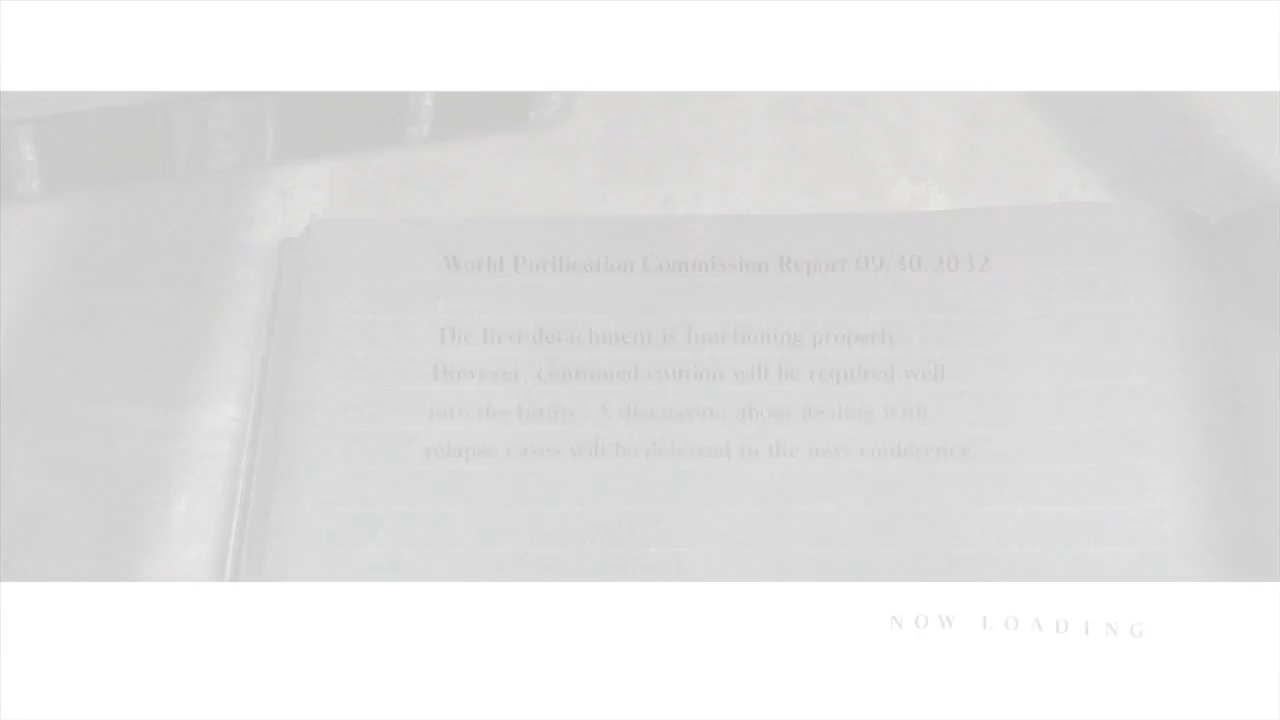 World Purification Commission Report 09/30/2032
The first detachment is functioning properly.
However, continued caution will be required well
into the future. A discussion about dealing with
relapse cases will be deferred to the next conference.
NOW LOADING